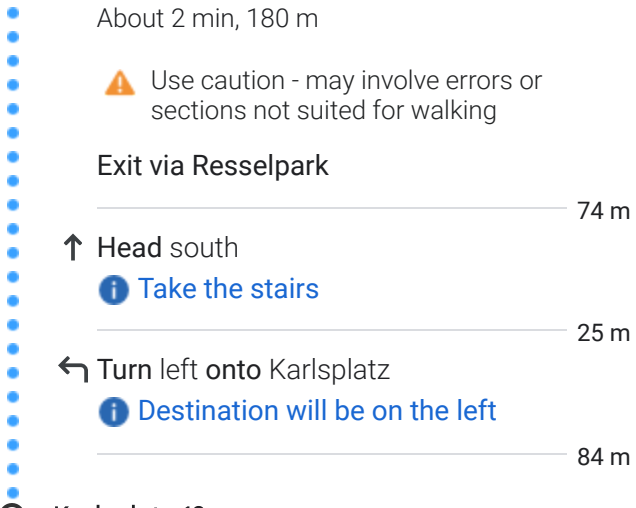 About 2 min, 180 m
Use caution - may involve errors or
sections not suited for walking
Exit via Resselpark
74 m
Head south
Take the stairs
25 m
Turn left onto Karlsplatz
Destination will be on the left
84 m